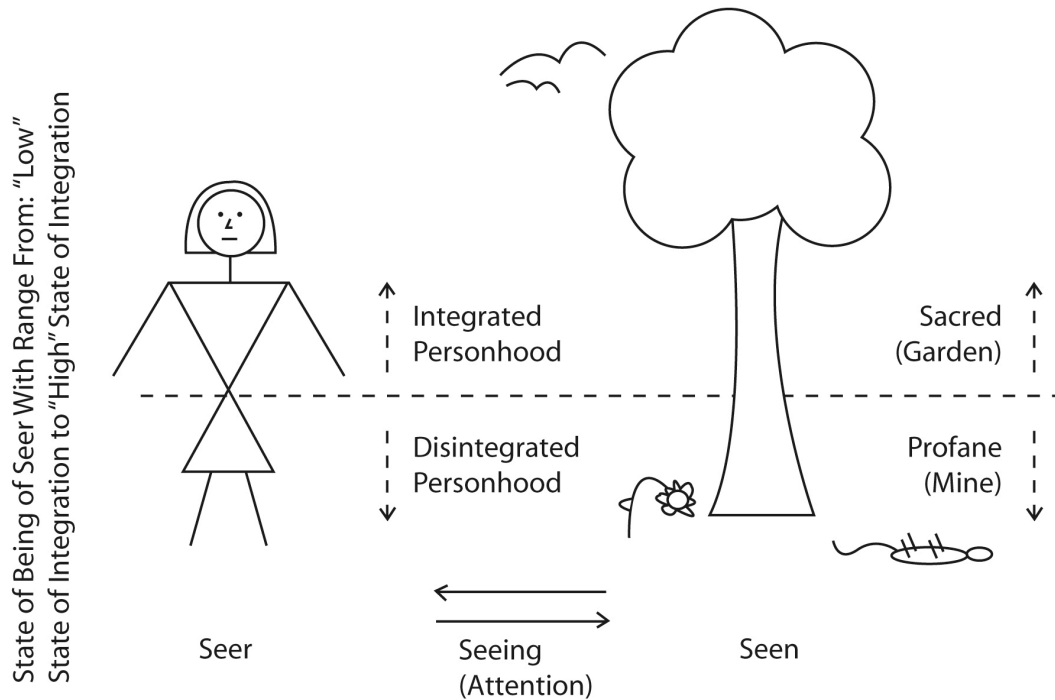 State of Being of Seer With Range From: “Low”
State of Integration to “High” State of Integration
Integrated
Personhood
Sacred
(Garden)
Disintegrated
Personhood
Profane
(Mine)
Seer
Seeing
(Attention)
Seen